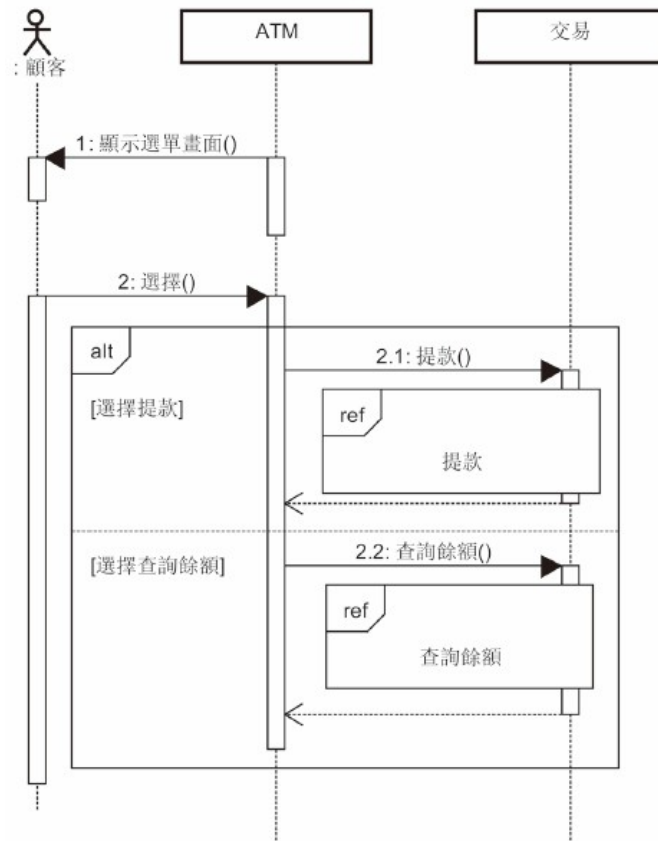 : 顧客
ATM
交易
1: 顯示選單畫面()
2: 選擇()
alt
2.1: 提款()
[選擇提款]
ref
提款
[選擇查詢餘額]
2.2: 查詢餘額()
ref
查詢餘額